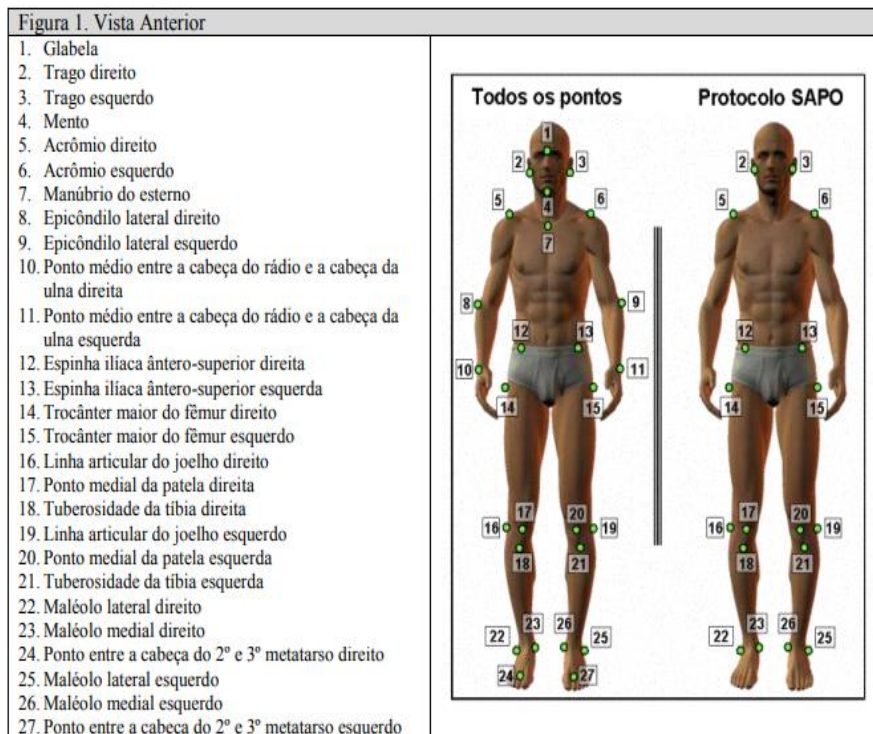 Figura 1. Vista Anterior
1. Glabela
2. Trago direito
3. Trago esquerdo
4. Mento
5. Acrômio direito
6. Acrômio esquerdo
7. Manúbrio do esterno
8. Epicôndilo lateral direito
9. Epicôndilo lateral esquerdo
10. Ponto médio entre a cabeça do rádio e a cabeça da
ulna direita
11. Ponto médio entre a cabeça do rádio e a cabeça da
ulna esquerda
12. Espinha ilíaca ântero-superior direita
13. Espinha ilíaca ântero-superior esquerda
14. Trocânter maior do fêmur direito
15. Trocânter maior do fêmur esquerdo
16. Linha articular do joelho direito
17. Ponto medial da patela direita
18. Tuberosidade da tíbia direita
19. Linha articular do joelho esquerdo
20. Ponto medial da patela esquerda
21. Tuberosidade da tíbia esquerda
22. Maléolo lateral direito
23. Maléolo medial direito
24. Ponto entre a cabeça do 2º e 3º metatarso direito
25. Maléolo lateral esquerdo
26. Maléolo medial esquerdo
27. Ponto entre a cabeça do 2º e 3º metatarso esquerdo
Todos os pontos
1
2 3
4
5 6
7
8 9
12 13
10 11
14 15
17 20
16 19
18 21
23 26
22 25
24 27
Protocolo SAPO
2 3
5 6
12 13
14 15
17 20
16 19
18 21
23 26
22 25